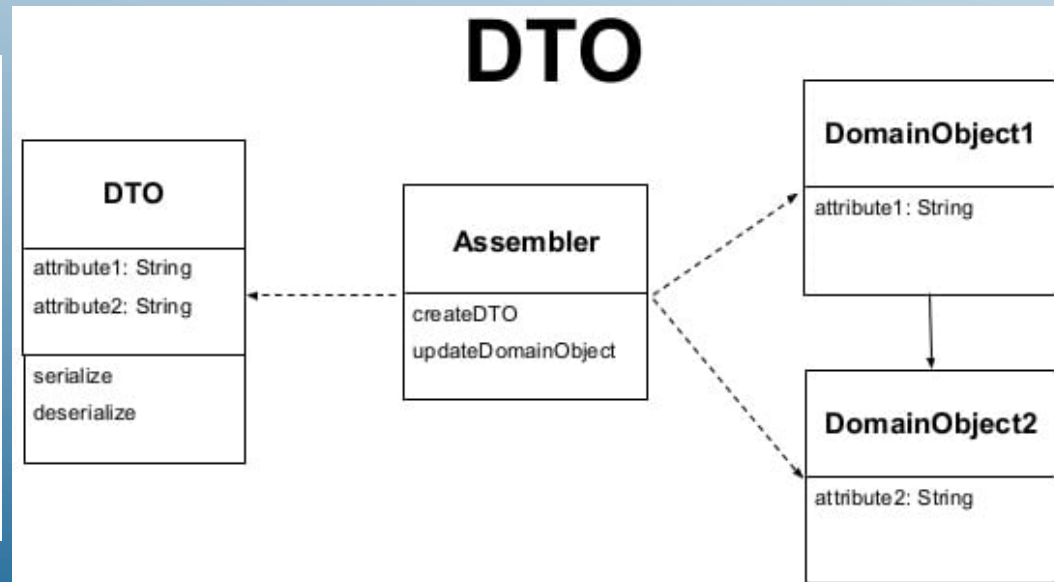 DTO
DTO
attribute1: String
attribute2: String
serialize
deserialize
Assembler
createDTO
updateDomainObject
DomainObject1
attribute1: String
DomainObject2
attribute2: String